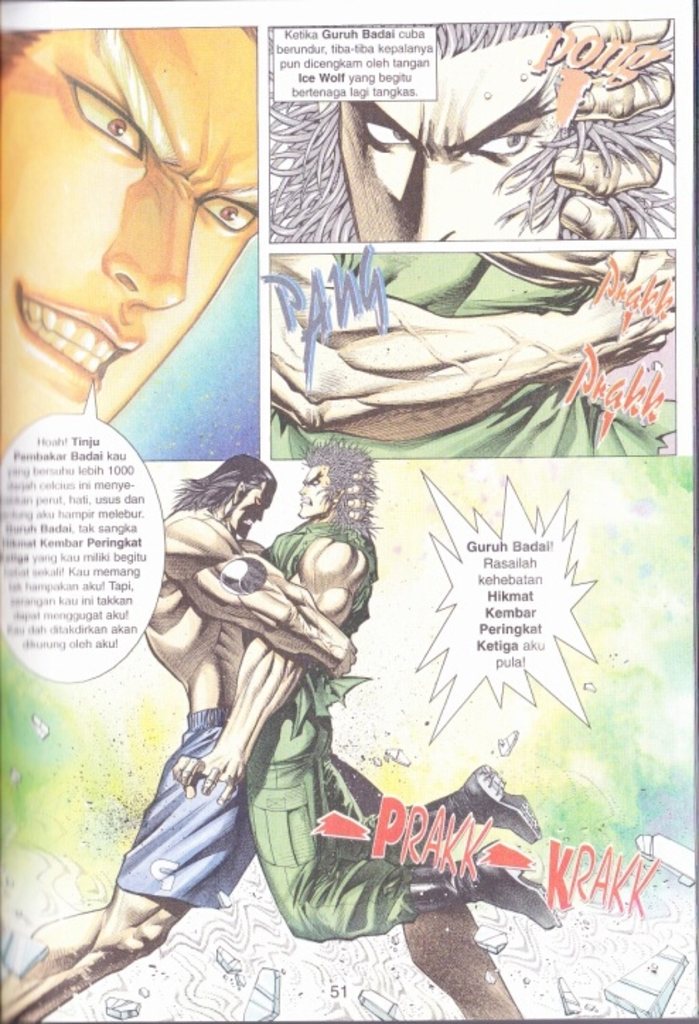 Ketika Guruh Badai cuba
berundur, tiba-tiba kepalanya
pun dicengkam oleh tangan
Ice Wolf yang begitu
bertenaga lagi tangkas.
PONG
PANG
Prakk
Prakk
Hoah! Tinju
Pembakar Badai kau
yang bersuhu lebih 1000
darjah celcius ini menye-
babkan perut, hati, usus dan
aku hampir melebur.
Guruh Badai, tak sangka
Hikmat Kembar Peringkat
Ketiga yang kau miliki begitu
hebat sekali! Kau memang
tak hampakan aku! Tapi,
serangan kau ini takkan
dapat menggugat aku!
Kau dah ditakdirkan akan
dikurung oleh aku!
Guruh Badai!
Rasailah
kehebatan
Hikmat
Kembar
Peringkat
Ketiga aku
pula!
PRAKK
KRAKK
51